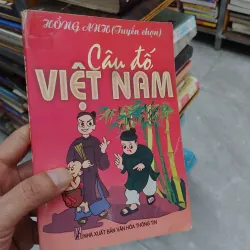 HỒNG ANH (Tuyển chọn)
Câu đố
VIỆT NAM
NHÀ XUẤT BẢN VĂN HÓA THÔNG TIN